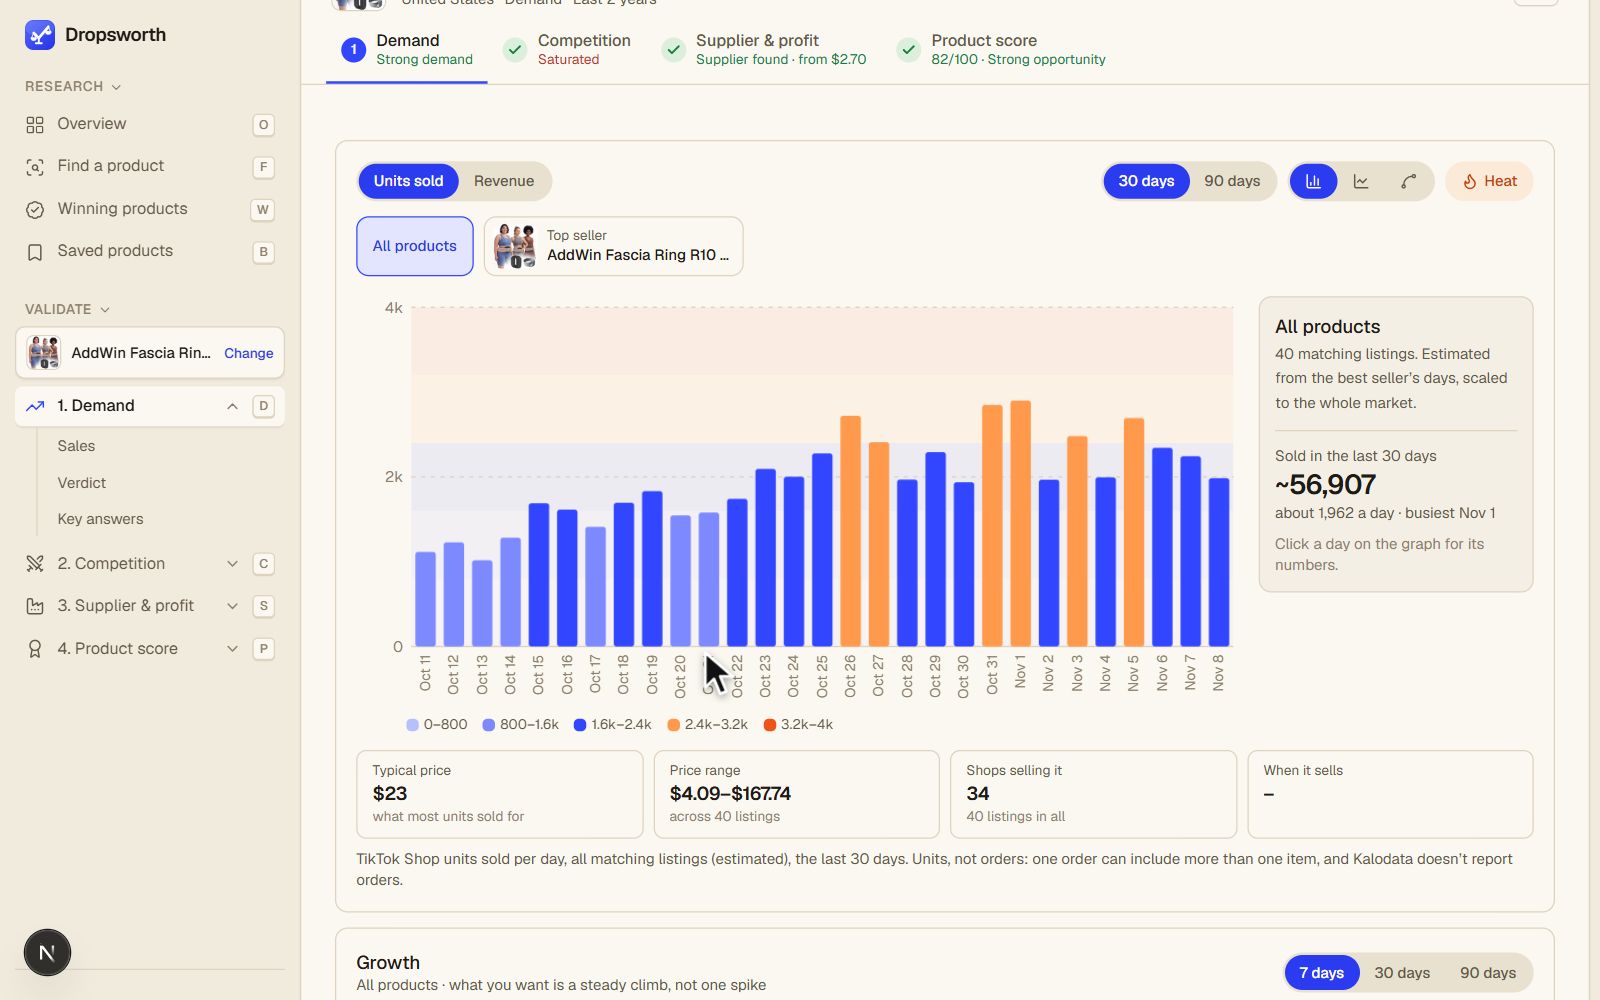 Dropsworth
RESEARCH
Overview O
Find a product F
Winning products W
Saved products B
VALIDATE
AddWin Fascia Rin... Change
1. Demand D
Sales
Verdict
Key answers
2. Competition C
3. Supplier & profit S
4. Product score P
N
United States · Demand · Last 2 years
1 Demand
Strong demand
Competition
Saturated
Supplier & profit
Supplier found · from $2.70
Product score
82/100 · Strong opportunity
Units sold Revenue
30 days 90 days Heat
All products
Top seller
AddWin Fascia Ring R10 ...
4k
2k
0
Oct 11
Oct 12
Oct 13
Oct 14
Oct 15
Oct 16
Oct 17
Oct 18
Oct 19
Oct 20
Oct 22
Oct 23
Oct 24
Oct 25
Oct 26
Oct 27
Oct 28
Oct 29
Oct 30
Oct 31
Nov 1
Nov 2
Nov 3
Nov 4
Nov 5
Nov 6
Nov 7
Nov 8
0–800 800–1.6k 1.6k–2.4k 2.4k–3.2k 3.2k–4k
All products
40 matching listings. Estimated
from the best seller's days, scaled
to the whole market.
Sold in the last 30 days
~56,907
about 1,962 a day · busiest Nov 1
Click a day on the graph for its
numbers.
Typical price
$23
what most units sold for
Price range
$4.09–$167.74
across 40 listings
Shops selling it
34
40 listings in all
When it sells
–
TikTok Shop units sold per day, all matching listings (estimated), the last 30 days. Units, not orders: one order can include more than one item, and Kalodata doesn't report
orders.
Growth
All products · what you want is a steady climb, not one spike
7 days 30 days 90 days